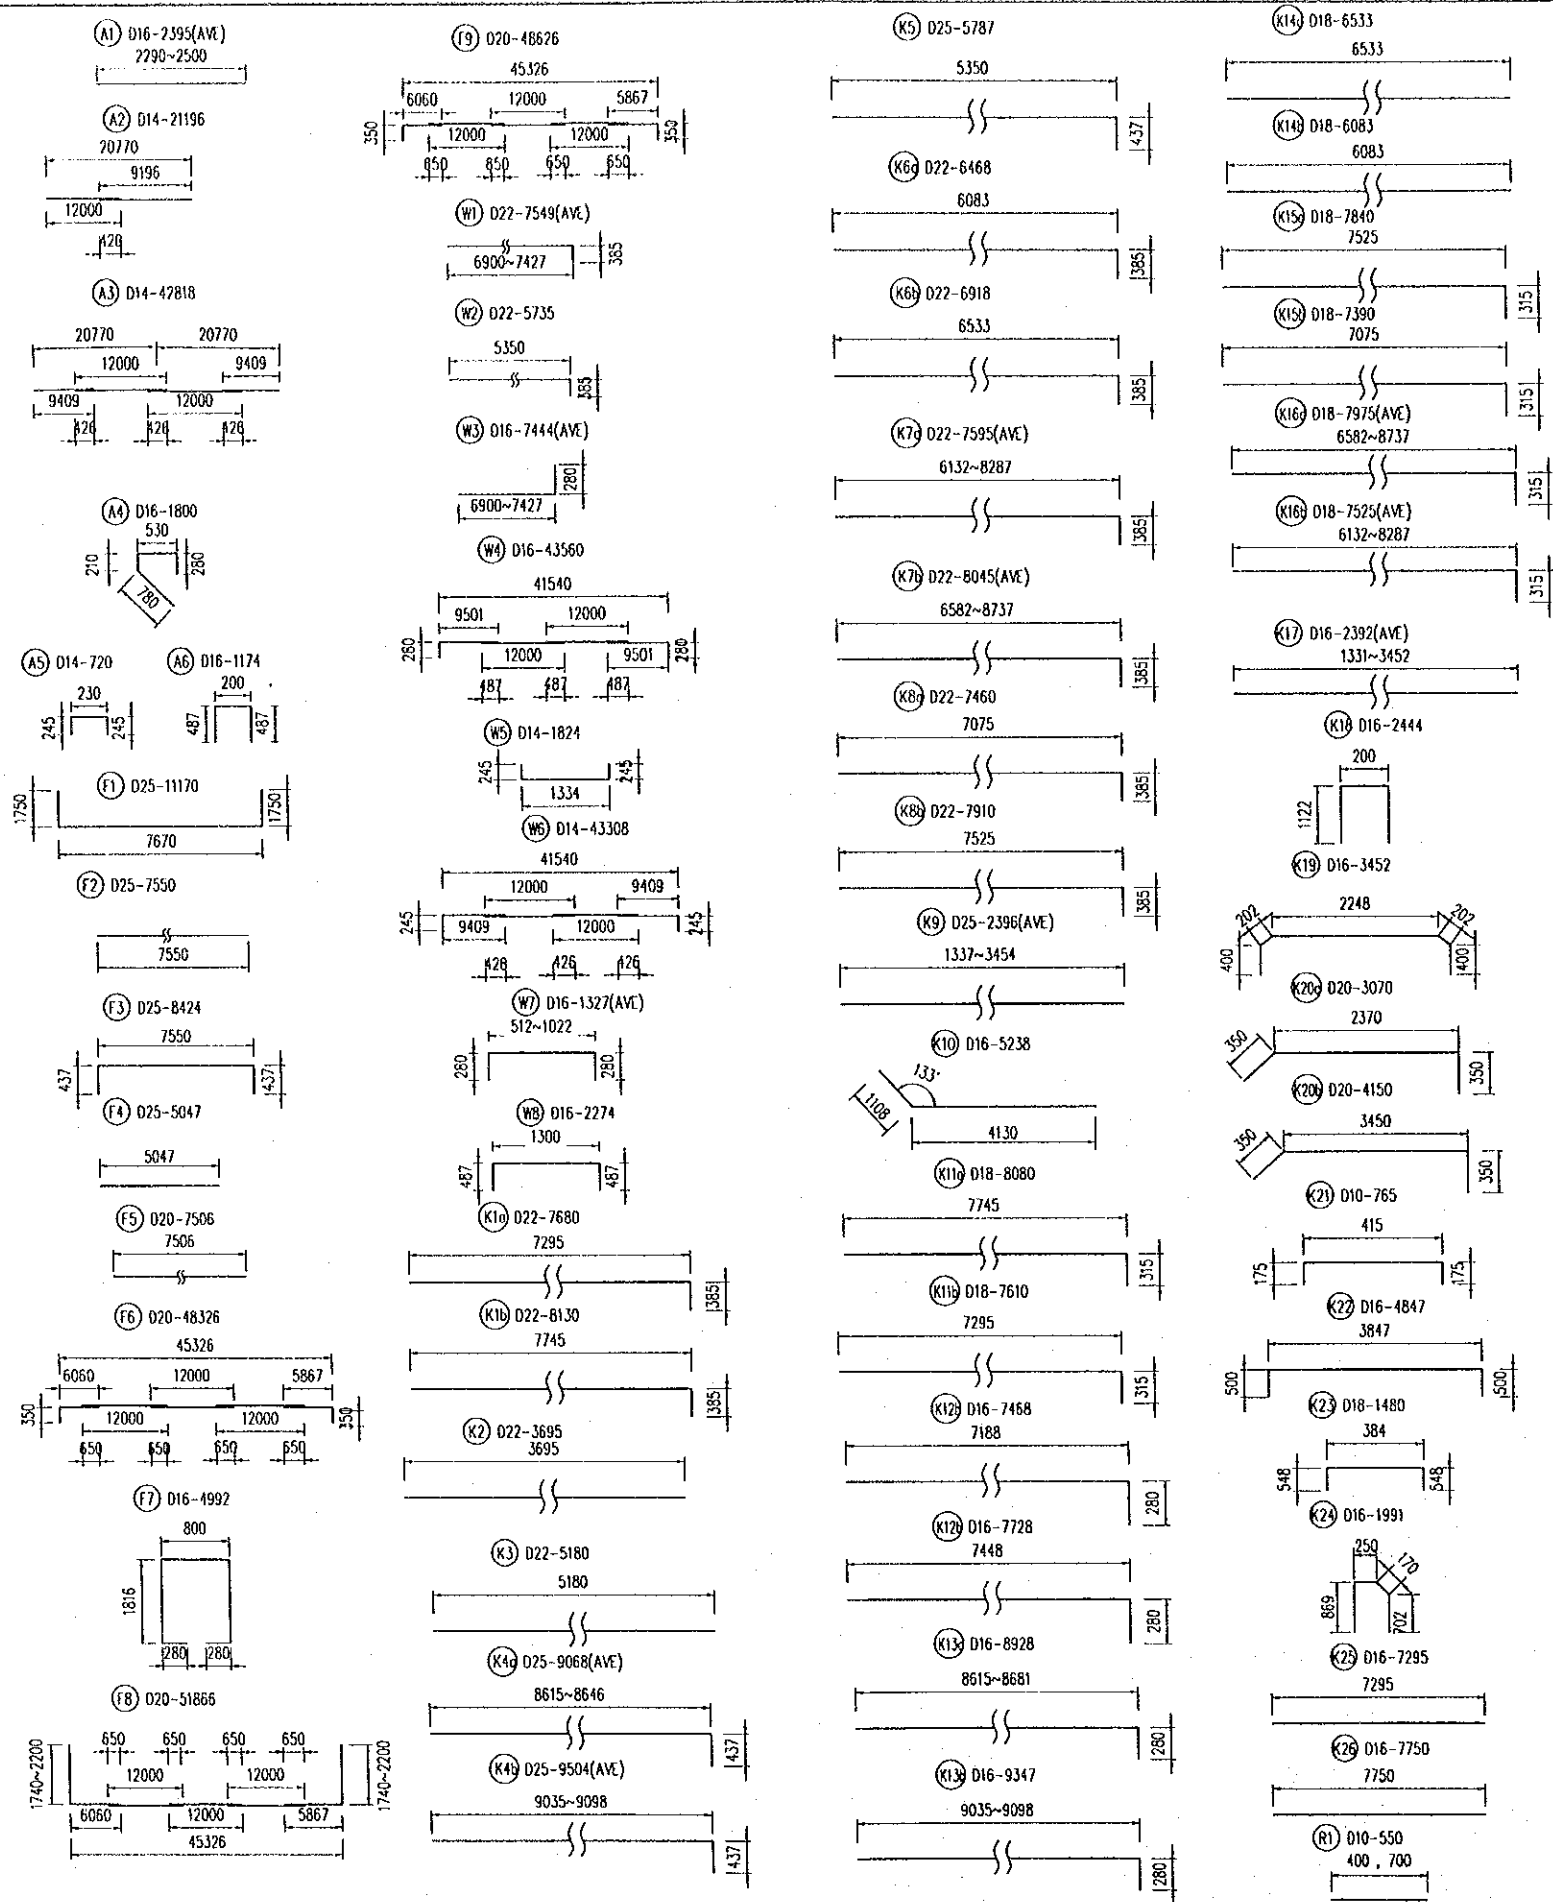 A1 D16-2395(AVE)
2290~2500
A2 D14-21196
20770
9196
12000
426
A3 D14-42818
20770 20770
12000 9409
9409 12000
426 426 426
A4 D16-1800
530
210 280
780
A5 D14-720
230
245 245
A6 D16-1174
200
487 487
F1 D25-11170
1750 1750
7670
F2 D25-7550
7550
F3 D25-8424
7550
437 437
F4 D25-5047
5047
F5 D20-7506
7506
F6 D20-48326
45326
6060 12000 5867
350 12000 12000 350
650 650 650 650
F7 D16-4992
800
1816
280 280
F8 D20-51866
650 650 650 650
1740~2200 12000 12000 1740~2200
6060 12000 5867
45326
F9 D20-48626
45326
6060 12000 5867
350 12000 12000 350
850 850 650 650
W1 D22-7549(AVE)
6900~7427 385
W2 D22-5735
5350
385
W3 D16-7444(AVE)
280
6900~7427
W4 D16-43560
41540
9501 12000
280 12000 9501 280
487 487 487
W5 D14-1824
245 245
1334
W6 D14-43308
41540
12000 9409
245 9409 12000 245
426 426 426
W7 D16-1327(AVE)
512~1022
280 280
W8 D16-2274
1300
487 487
K1a D22-7680
7295
385
K1b D22-8130
7745
385
K2 D22-3695
3695
K3 D22-5180
5180
K4a D25-9068(AVE)
8615~8646
437
K4b D25-9504(AVE)
9035~9098
437
K5 D25-5787
5350
437
K6a D22-6468
6083
385
K6b D22-6918
6533
385
K7a D22-7595(AVE)
6132~8287
385
K7b D22-8045(AVE)
6582~8737
385
K8a D22-7460
7075
385
K8b D22-7910
7525
385
K9 D25-2396(AVE)
1337~3454
K10 D16-5238
133°
1108
4130
K11a D18-8080
7745
315
K11b D18-7610
7295
315
K12b D16-7468
7188
280
K12b D16-7728
7448
280
K13a D16-8928
8615~8681
280
K13b D16-9347
9035~9098
280
K14a D18-6533
6533
K14b D18-6083
6083
K15a D18-7840
7525
315
K15b D18-7390
7075
315
K16a D18-7975(AVE)
6582~8737
315
K16b D18-7525(AVE)
6132~8287
315
K17 D16-2392(AVE)
1331~3452
K18 D16-2444
200
1122
K19 D16-3452
202 2248 202
400 400
K20a D20-3070
350 2370
350
K20b D20-4150
350 3450
350
K21 D10-765
415
175 175
K22 D16-4847
3847
500 500
K23 D18-1480
384
548 548
K24 D16-1991
250 170
869 702
K25 D16-7295
7295
K26 D16-7750
7750
R1 D10-550
400 , 700